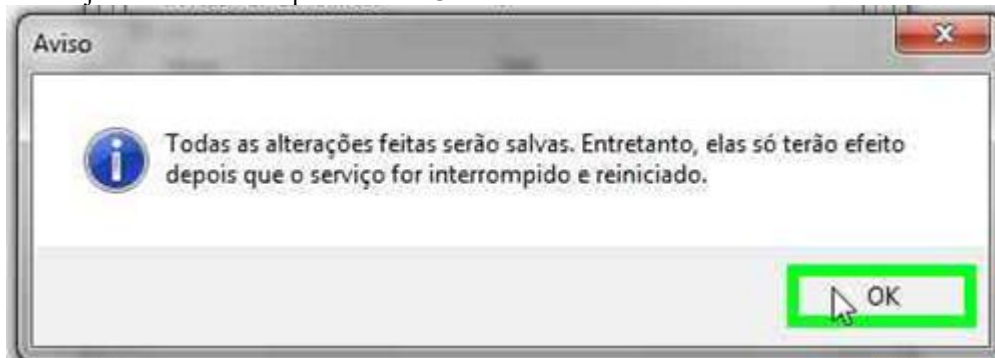 Aviso
Todas as alterações feitas serão salvas. Entretanto, elas só terão efeito
depois que o serviço for interrompido e reiniciado.
OK